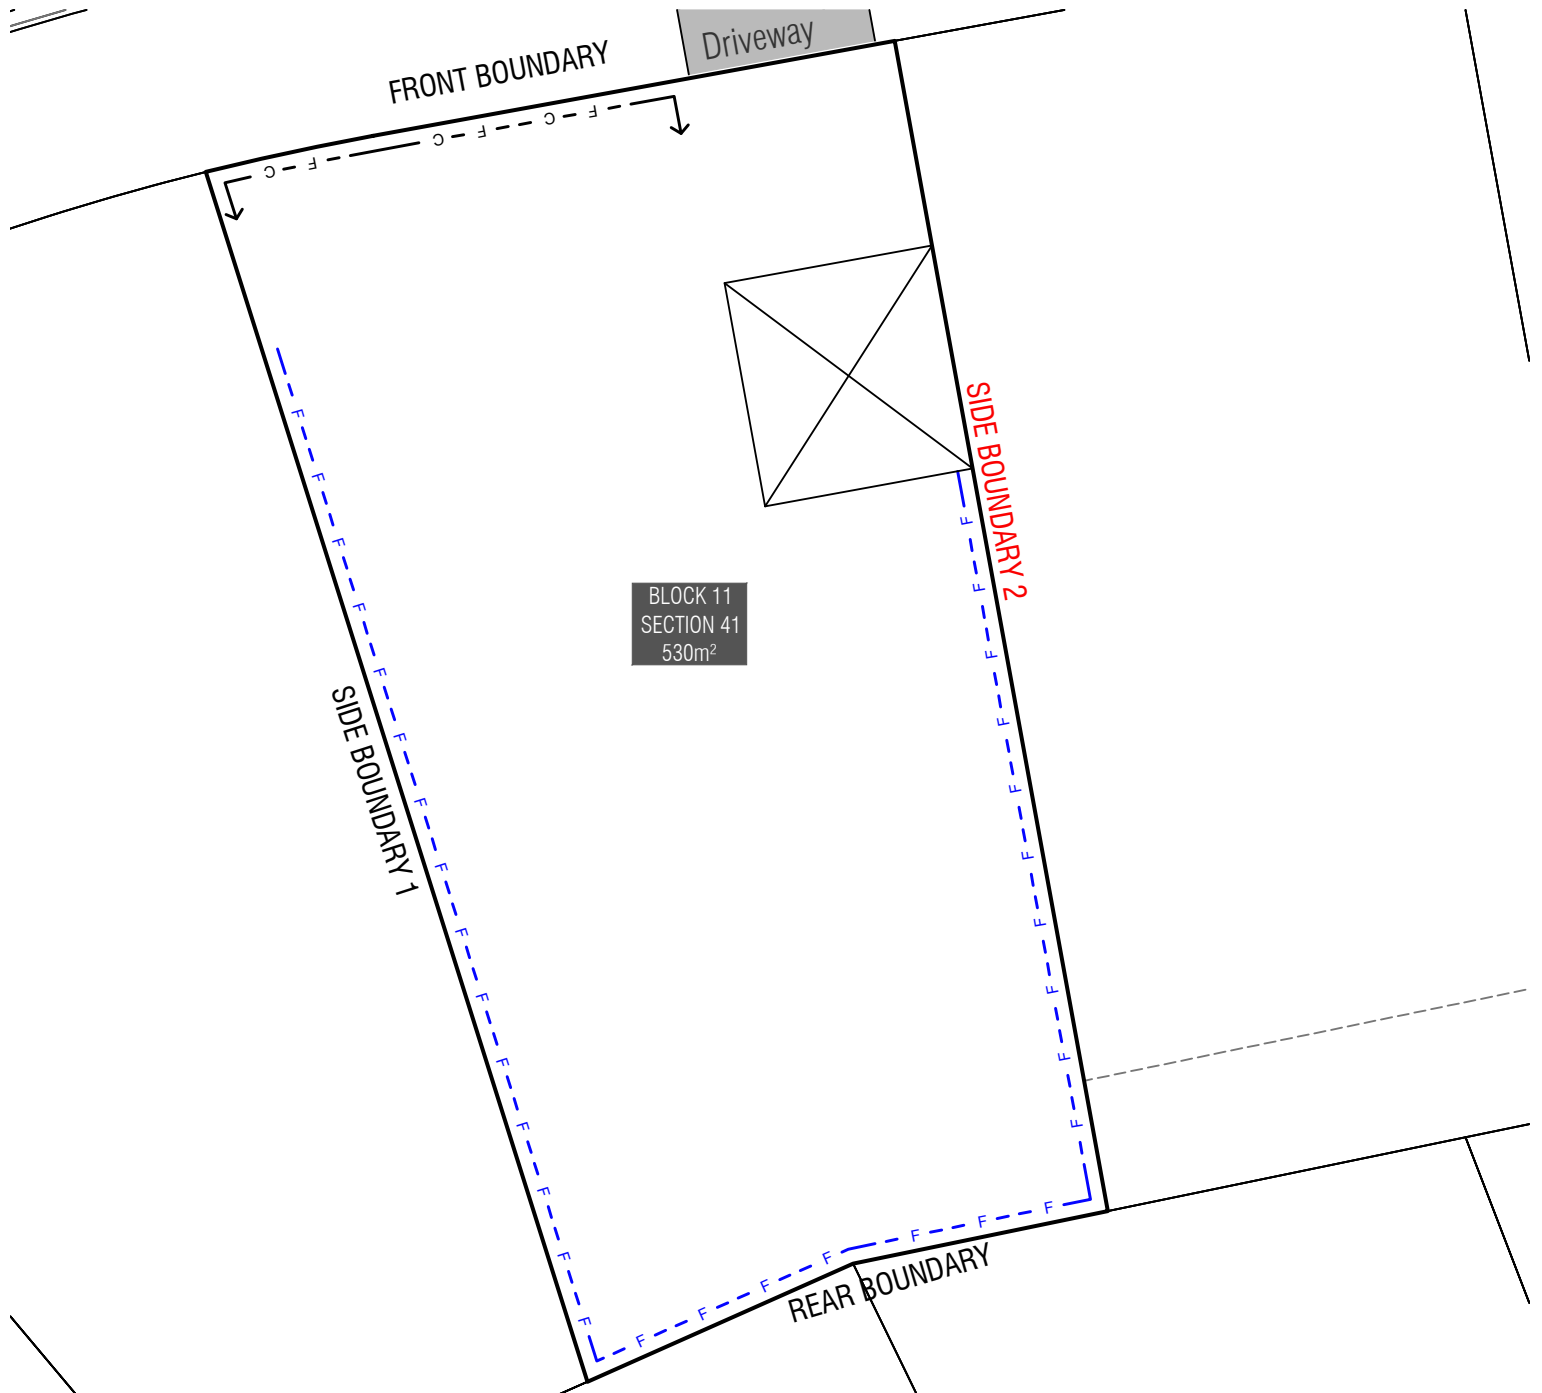 Driveway
FRONT BOUNDARY
F C F C F C
SIDE BOUNDARY 2
BLOCK 11
SECTION 41
530m²
SIDE BOUNDARY 1
F F F F F F F F F F F F F F F
F F F F F F F F F F
F F F F F F F
REAR BOUNDARY